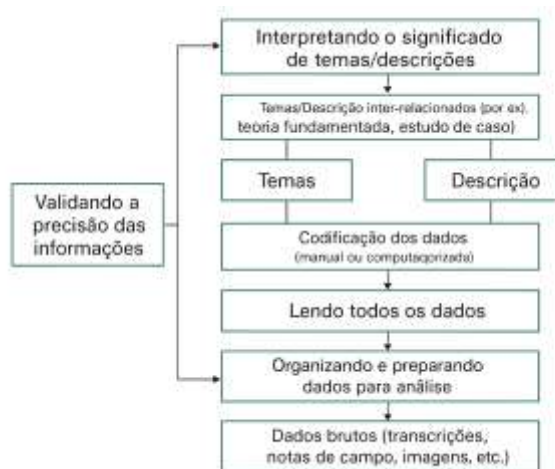 Interpretando o significado
de temas/descrições
Temas/Descrição inter-relacionados (por ex).
teoria fundamentada, estudo de caso)
Temas
Descrição
Validando a
precisão das
informações
Codificação dos dados
(manual ou computaqorizada)
Lendo todos os dados
Organizando e preparando
dados para análise
Dados brutos (transcrições,
notas de campo, imagens, etc.)